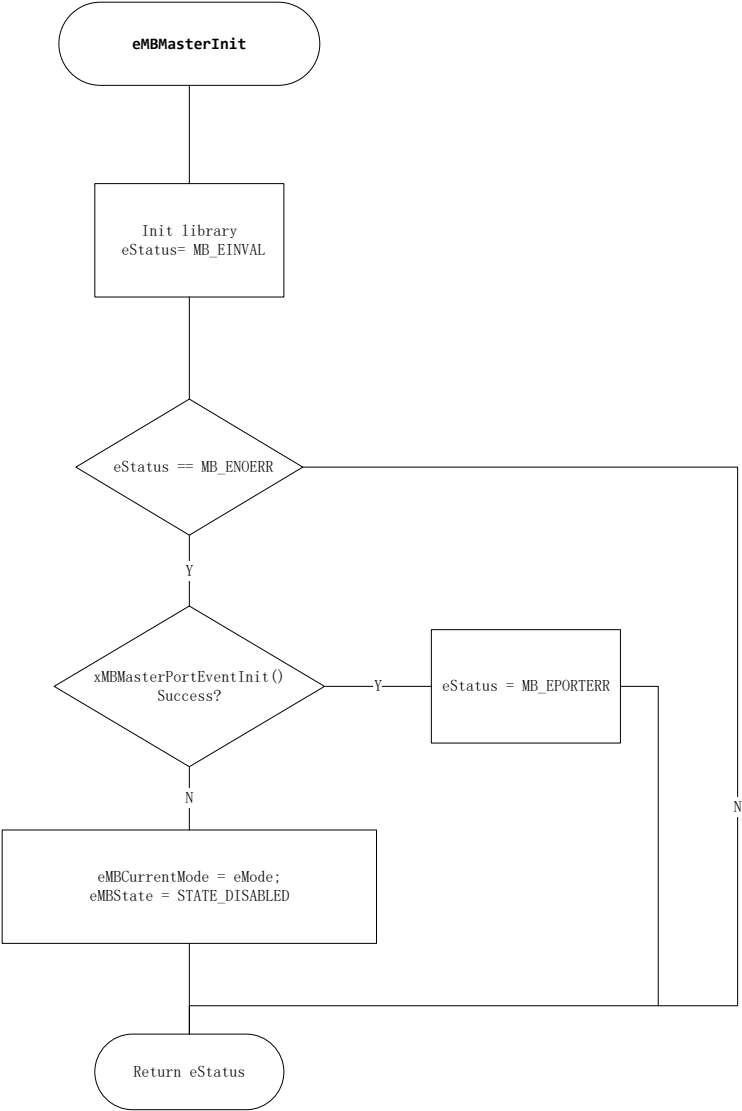 eMBMasterInit
Init library
eStatus= MB_EINVAL
eStatus == MB_ENOERR
Y
xMBMasterPortEventInit()
Success?
Y
eStatus = MB_EPORTERR
N
N
eMBCurrentMode = eMode;
eMBState = STATE_DISABLED
Return eStatus